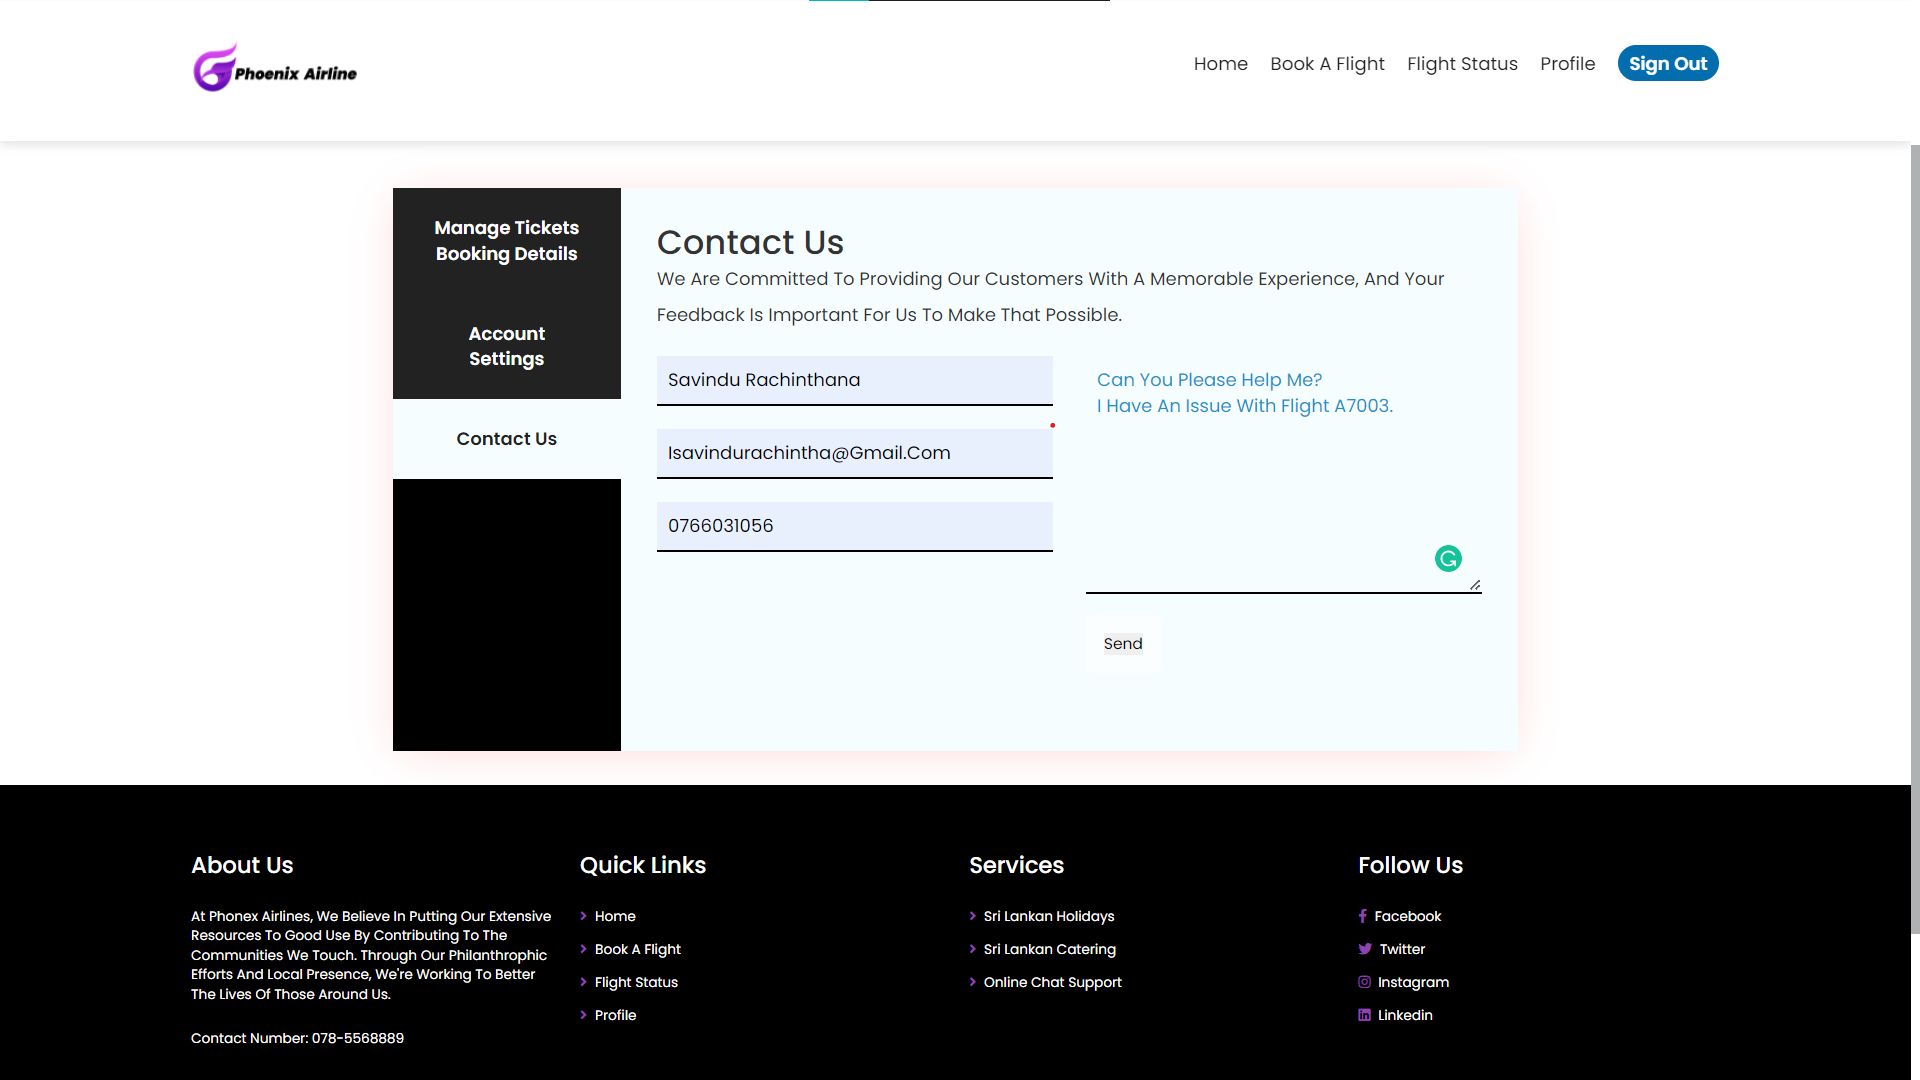 Phoenix Airline
Home
Book A Flight
Flight Status
Profile
Sign Out
Manage Tickets
Booking Details
Account
Settings
Contact Us
Contact Us
We Are Committed To Providing Our Customers With A Memorable Experience, And Your
Feedback Is Important For Us To Make That Possible.
Savindu Rachinthana
Isavindurachintha@Gmail.Com
0766031056
Can You Please Help Me?
I Have An Issue With Flight A7003.
Send
About Us
At Phonex Airlines, We Believe In Putting Our Extensive
Resources To Good Use By Contributing To The
Communities We Touch. Through Our Philanthrophic
Efforts And Local Presence, We're Working To Better
The Lives Of Those Around Us.
Contact Number: 078-5568889
Quick Links
Home
Book A Flight
Flight Status
Profile
Services
Sri Lankan Holidays
Sri Lankan Catering
Online Chat Support
Follow Us
Facebook
Twitter
Instagram
Linkedin